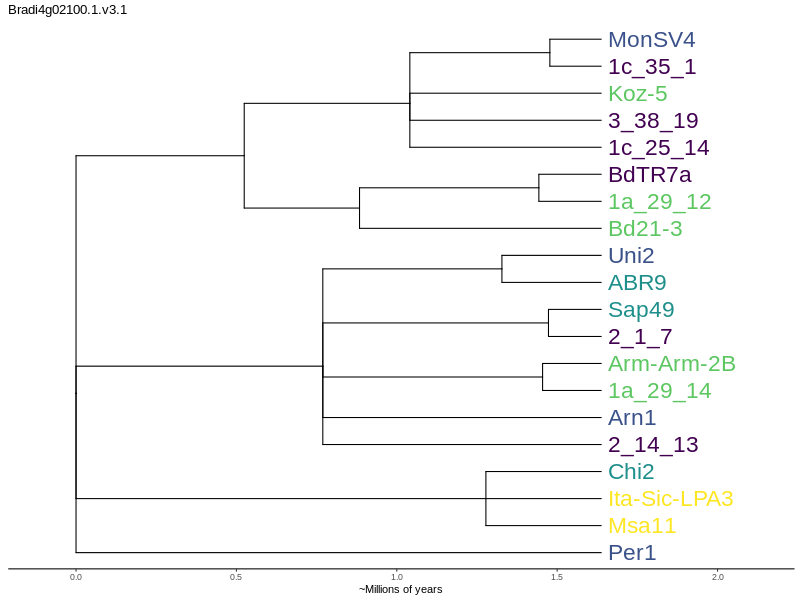 Bradi4g02100.1.v3.1
MonSV4
1c_35_1
Koz-5
3_38_19
1c_25_14
BdTR7a
1a_29_12
Bd21-3
Uni2
ABR9
Sap49
2_1_7
Arm-Arm-2B
1a_29_14
Arn1
2_14_13
Chi2
Ita-Sic-LPA3
Msa11
Per1
0.0 0.5 1.0 1.5 2.0
~Millions of years